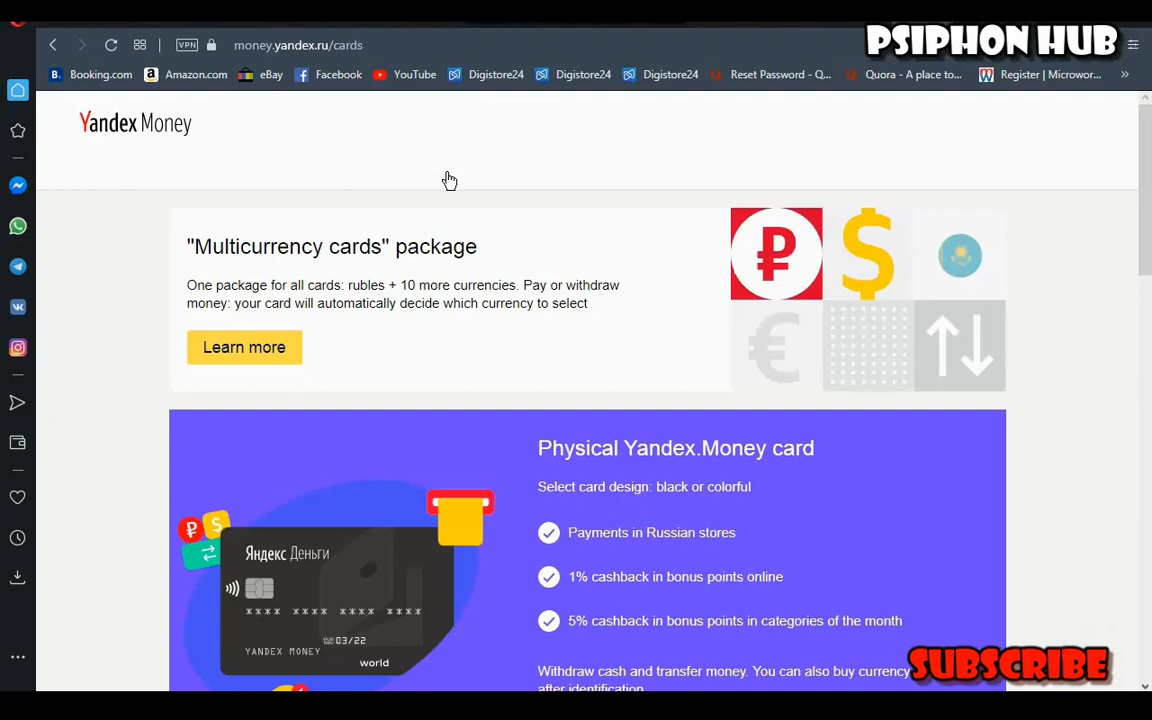 PSIPHON HUB
VPN money.yandex.ru/cards
B. Booking.com a Amazon.com eBay Facebook YouTube Digistore24 Digistore24 Digistore24 Reset Password - Q... Quora - A place to... Register | Microwor... »
Yandex Money
"Multicurrency cards" package
One package for all cards: rubles + 10 more currencies. Pay or withdraw
money: your card will automatically decide which currency to select
Learn more
₽ $
€
Physical Yandex.Money card
Select card design: black or colorful
Payments in Russian stores
1% cashback in bonus points online
5% cashback in bonus points in categories of the month
Withdraw cash and transfer money. You can also buy currency
after identification
₽ $
Яндекс Деньги
**** **** **** ****
VALID THRU 03/22
YANDEX MONEY
world
SUBSCRIBE